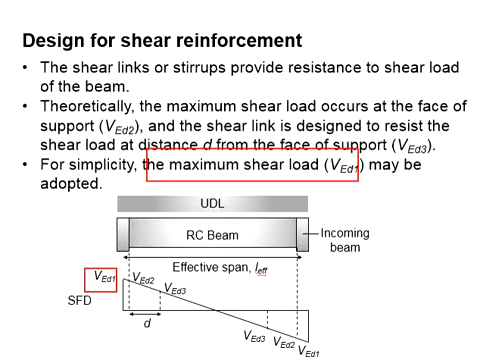 Design for shear reinforcement
• The shear links or stirrups provide resistance to shear load
of the beam.
• Theoretically, the maximum shear load occurs at the face of
support (VEd2), and the shear link is designed to resist the
shear load at distance d from the face of support (VEd3).
• For simplicity, the maximum shear load (VEd1) may be
adopted.
UDL
RC Beam
Incoming
beam
Effective span, leff
VEd1
VEd2
VEd3
SFD
d
VEd3
VEd2
VEd1